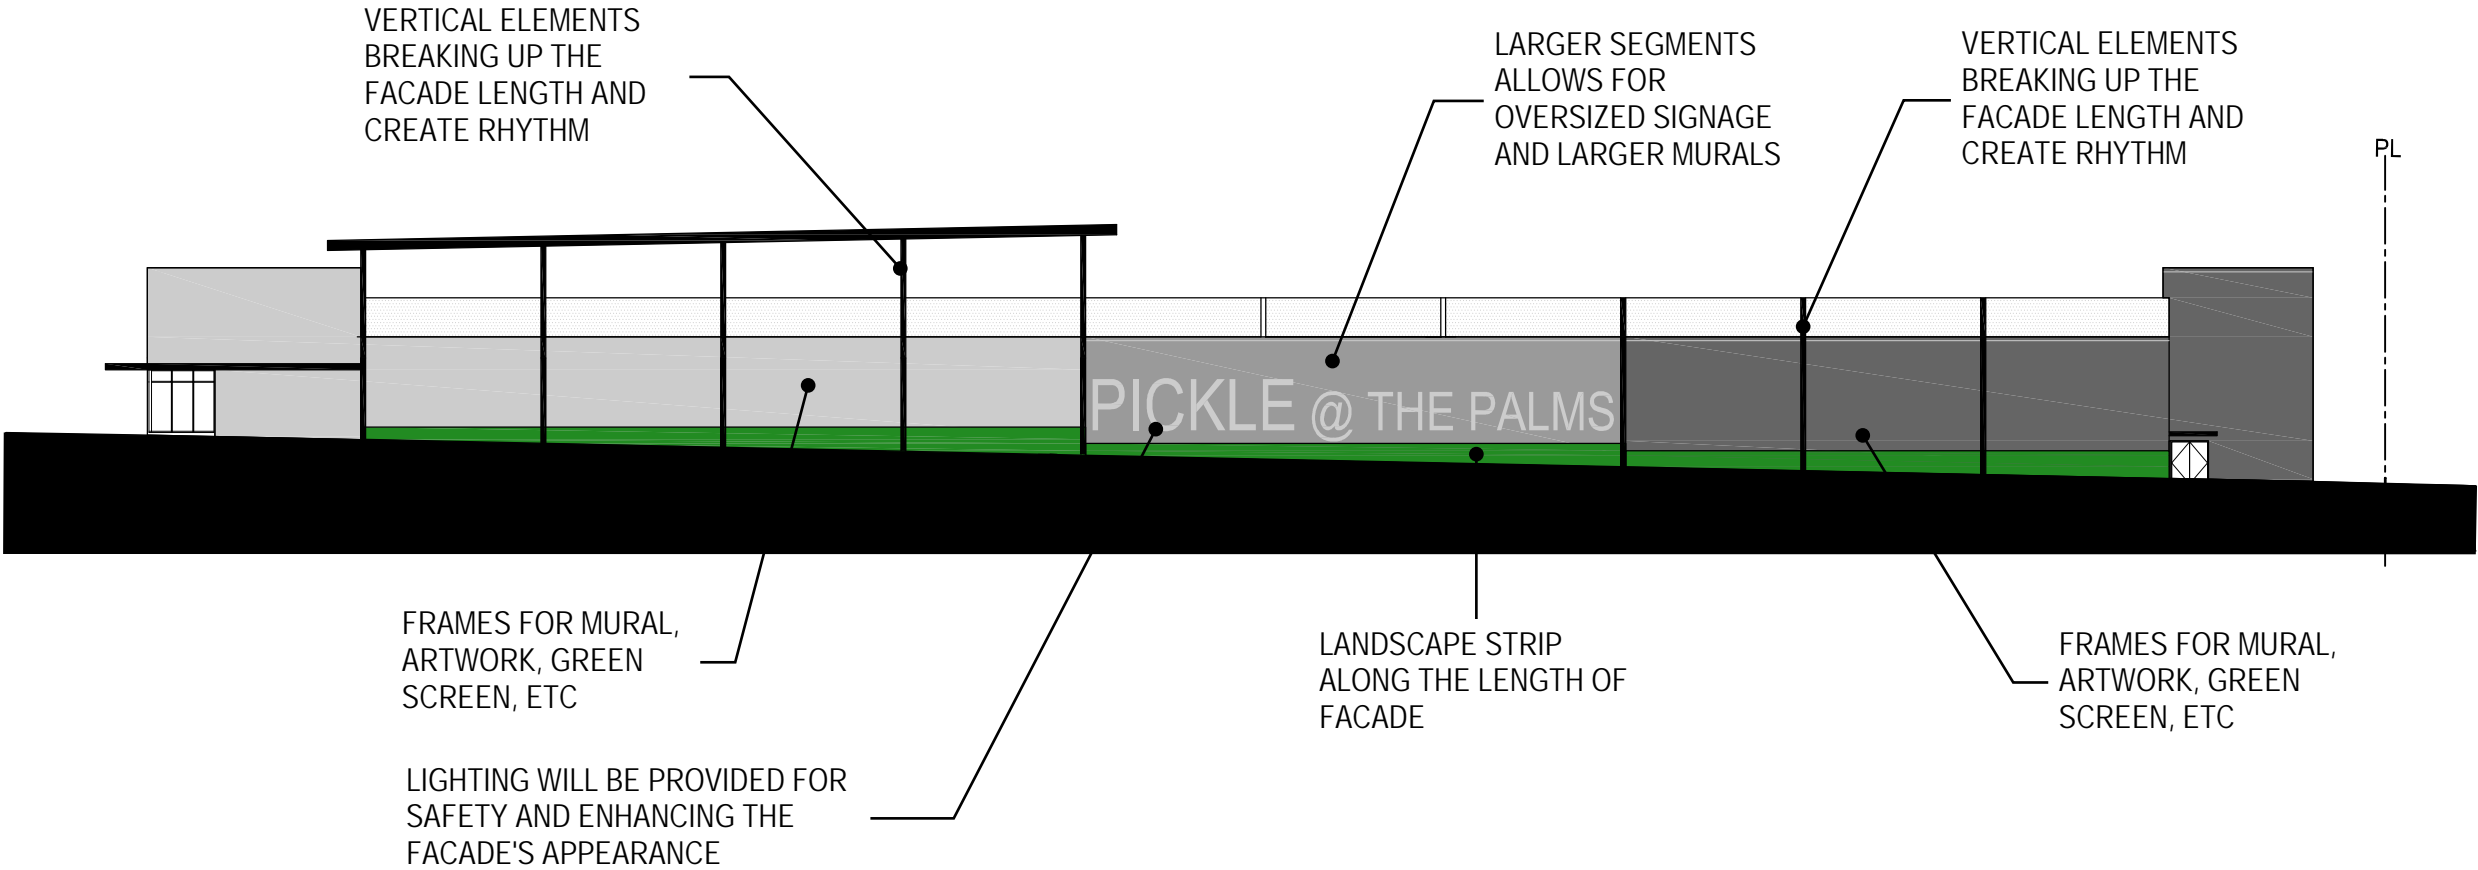 VERTICAL ELEMENTS
BREAKING UP THE
FACADE LENGTH AND
CREATE RHYTHM
LARGER SEGMENTS
ALLOWS FOR
OVERSIZED SIGNAGE
AND LARGER MURALS
VERTICAL ELEMENTS
BREAKING UP THE
FACADE LENGTH AND
CREATE RHYTHM
PL
PICKLE @ THE PALMS
FRAMES FOR MURAL,
ARTWORK, GREEN
SCREEN, ETC
LANDSCAPE STRIP
ALONG THE LENGTH OF
FACADE
FRAMES FOR MURAL,
ARTWORK, GREEN
SCREEN, ETC
LIGHTING WILL BE PROVIDED FOR
SAFETY AND ENHANCING THE
FACADE'S APPEARANCE